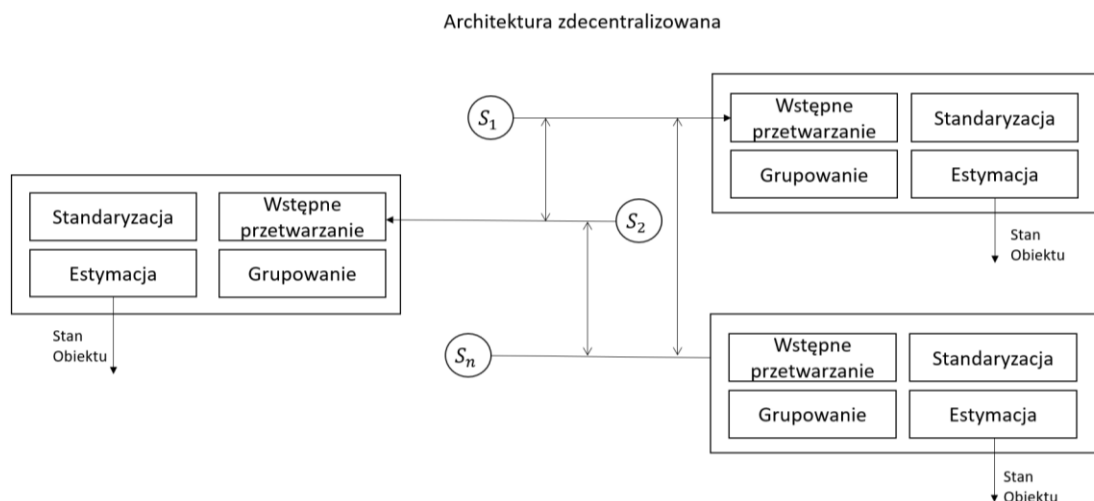 Architektura zdecentralizowana
S₁
Wstępne
przetwarzanie
Standaryzacja
Grupowanie
Estymacja
Stan
Obiektu
Standaryzacja
Wstępne
przetwarzanie
Estymacja
Grupowanie
Stan
Obiektu
S₂
Sₙ
Wstępne
przetwarzanie
Standaryzacja
Grupowanie
Estymacja
Stan
Obiektu